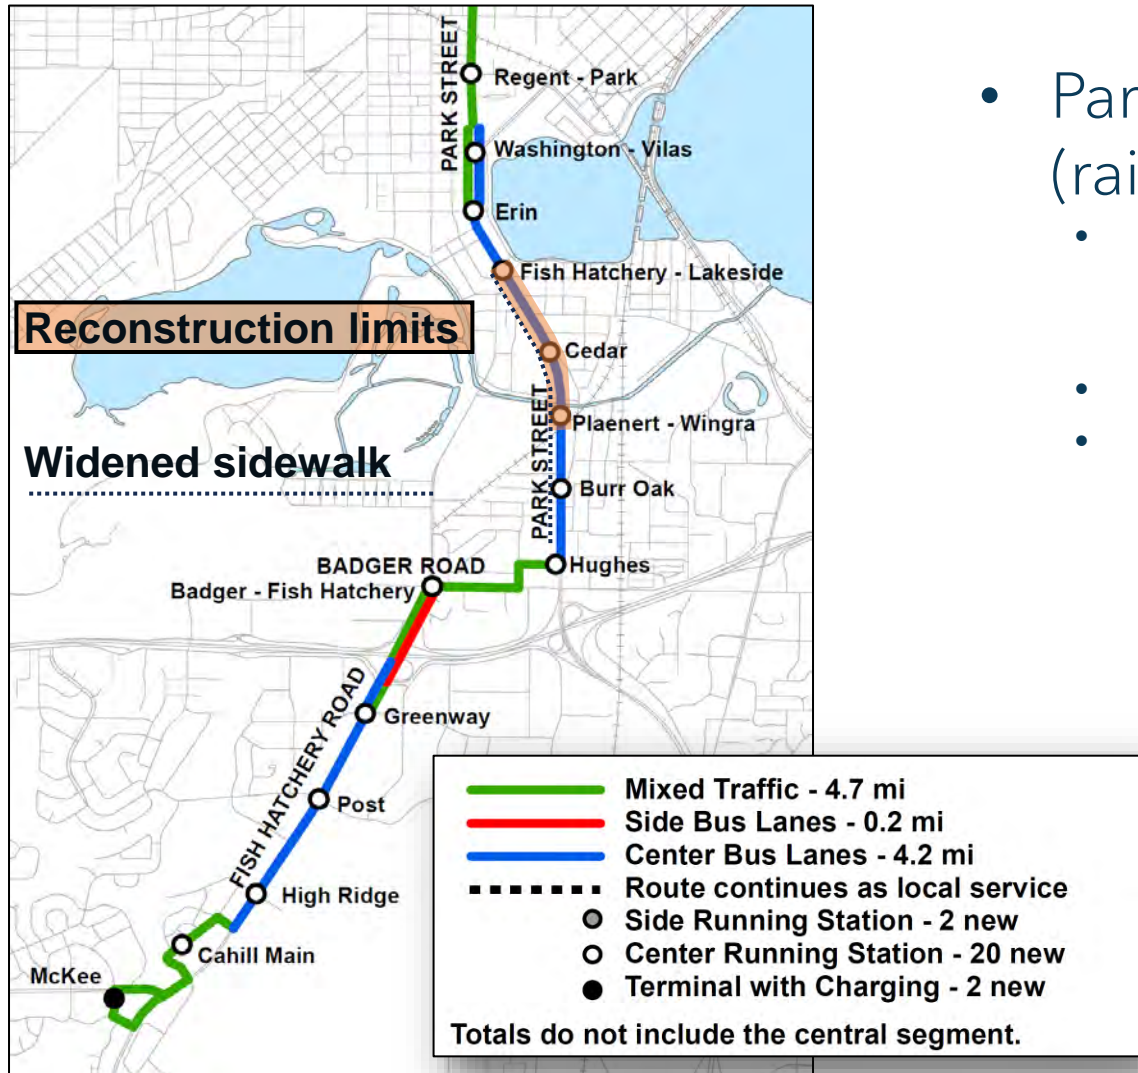 PARK STREET
Regent - Park
Washington - Vilas
Erin
Fish Hatchery - Lakeside
Reconstruction limits
Cedar
PARK STREET
Plaenert - Wingra
Widened sidewalk
Burr Oak
BADGER ROAD
Hughes
Badger - Fish Hatchery
FISH HATCHERY ROAD
Greenway
Post
High Ridge
Cahill Main
McKee
Mixed Traffic - 4.7 mi
Side Bus Lanes - 0.2 mi
Center Bus Lanes - 4.2 mi
Route continues as local service
Side Running Station - 2 new
Center Running Station - 20 new
Terminal with Charging - 2 new
Totals do not include the central segment.
• Par
(rai
•
•
•